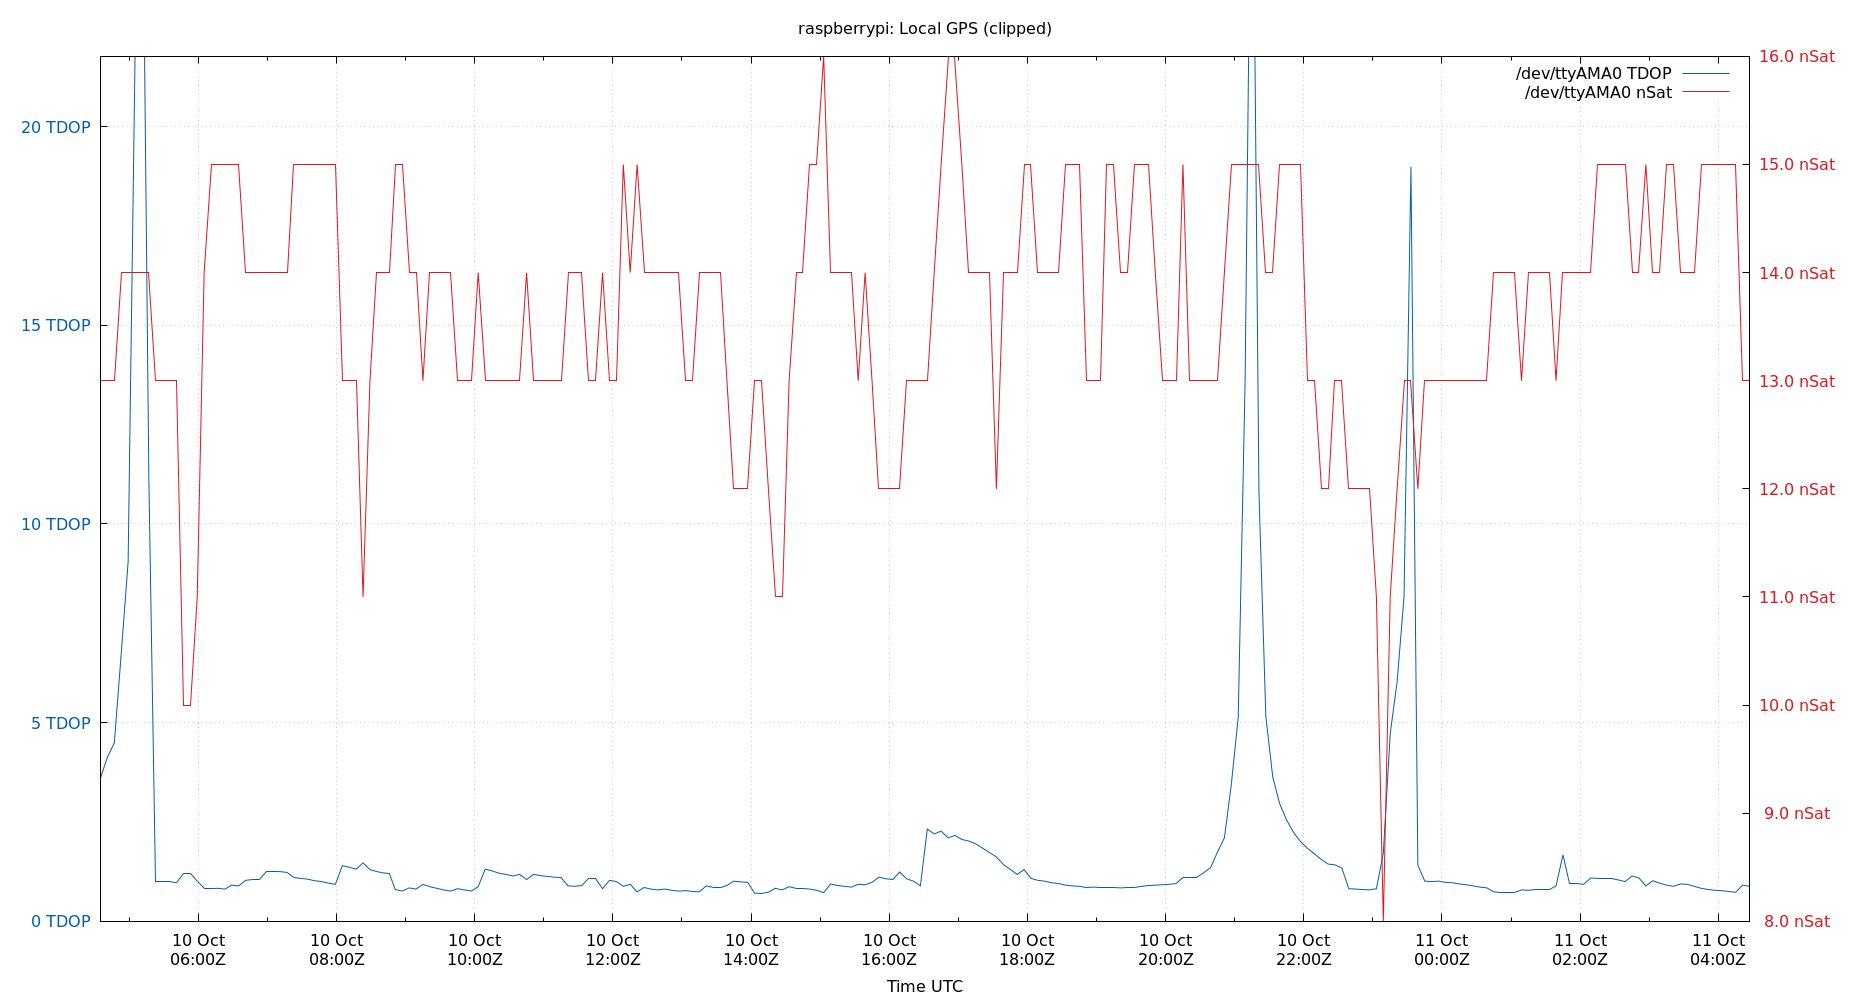 raspberrypi: Local GPS (clipped)
/dev/ttyAMA0 TDOP
/dev/ttyAMA0 nSat
20 TDOP
15 TDOP
10 TDOP
5 TDOP
0 TDOP
16.0 nSat
15.0 nSat
14.0 nSat
13.0 nSat
12.0 nSat
11.0 nSat
10.0 nSat
9.0 nSat
8.0 nSat
10 Oct 10 Oct 10 Oct 10 Oct 10 Oct 10 Oct 10 Oct 10 Oct 10 Oct 11 Oct 11 Oct 11 Oct
06:00Z 08:00Z 10:00Z 12:00Z 14:00Z 16:00Z 18:00Z 20:00Z 22:00Z 00:00Z 02:00Z 04:00Z
Time UTC